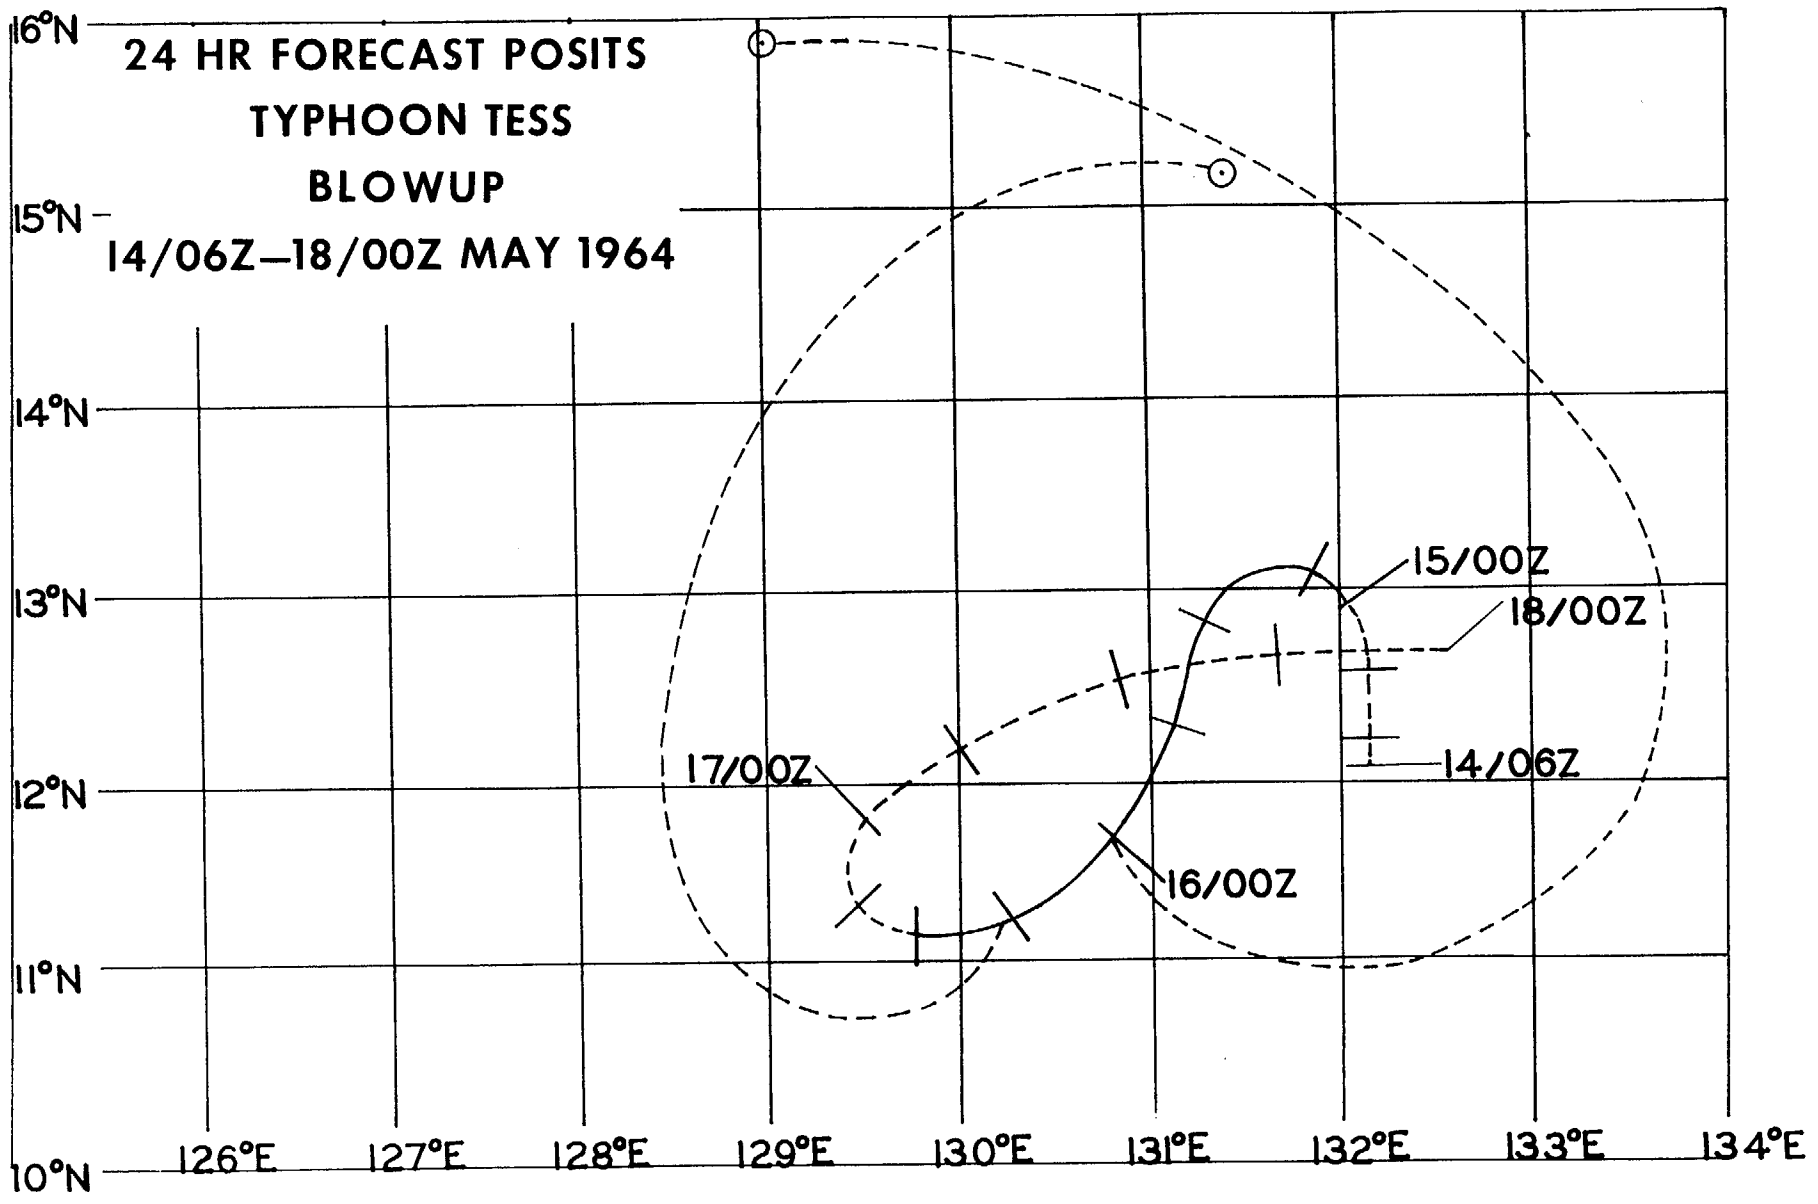 16°N
24 HR FORECAST POSITS
TYPHOON TESS
BLOWUP
15°N
14/06Z–18/00Z MAY 1964
14°N
15/00Z
13°N
18/00Z
17/00Z
14/06Z
12°N
16/00Z
11°N
126°E 127°E 128°E 129°E 130°E 131°E 132°E 133°E 134°E
10°N